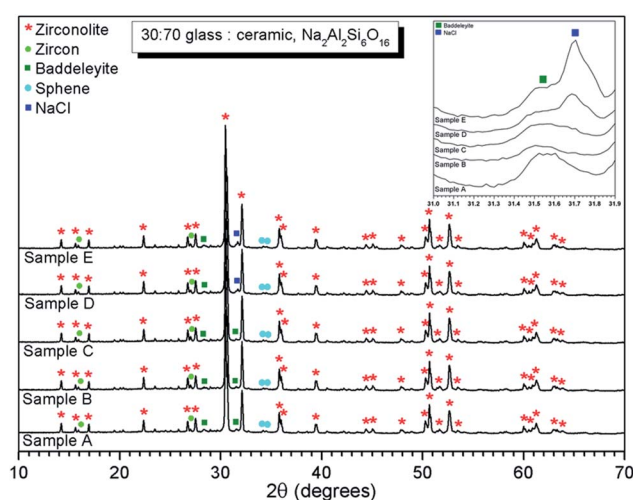 * Zirconolite
Zircon
Baddeleyite
Sphene
NaCl
30:70 glass : ceramic, Na₂Al₂Si₆O₁₆
Baddeleyite
NaCl
Sample E
Sample D
Sample C
Sample B
Sample A
31.0 31.1 31.2 31.3 31.4 31.5 31.6 31.7 31.8 31.9
Sample E
Sample D
Sample C
Sample B
Sample A
10 20 30 40 50 60 70
2θ (degrees)